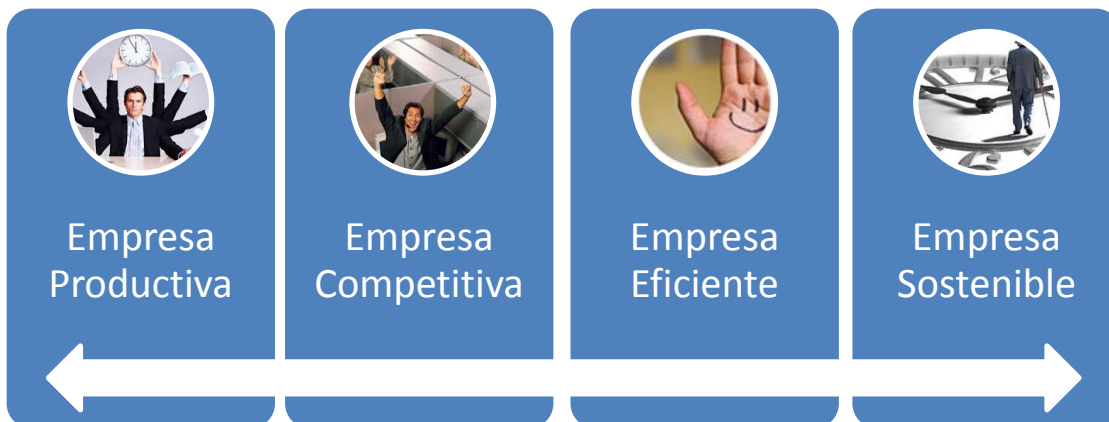 Empresa
Productiva
Empresa
Competitiva
Empresa
Eficiente
Empresa
Sostenible